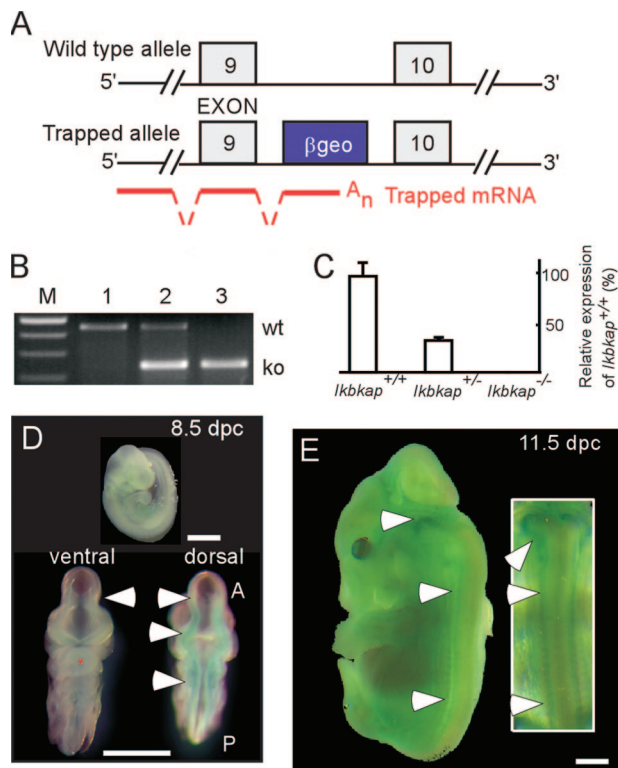 A
Wild type allele
5'
9
10
3'
EXON
Trapped allele
5'
9
βgeo
10
3'
An Trapped mRNA
B
M 1 2 3
wt
ko
C
100
50
Relative expression
of Ikbkap+/+ (%)
Ikbkap+/+ Ikbkap+/- Ikbkap-/-
D
8.5 dpc
ventral dorsal
A
P
E
11.5 dpc